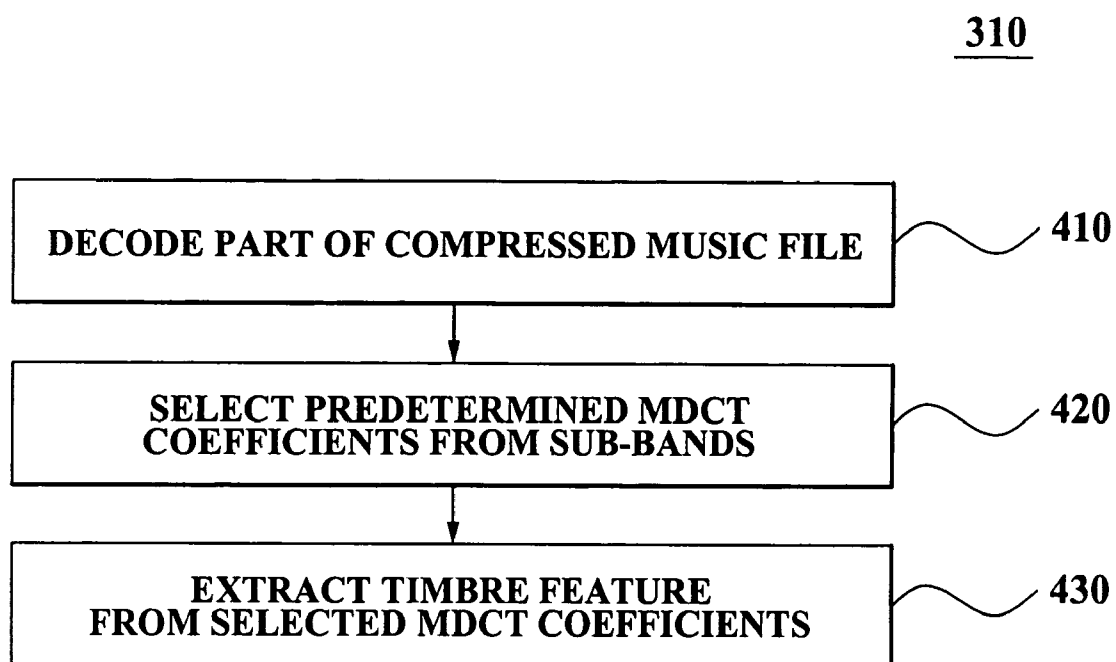 310
DECODE PART OF COMPRESSED MUSIC FILE
410
SELECT PREDETERMINED MDCT
COEFFICIENTS FROM SUB-BANDS
420
EXTRACT TIMBRE FEATURE
FROM SELECTED MDCT COEFFICIENTS
430